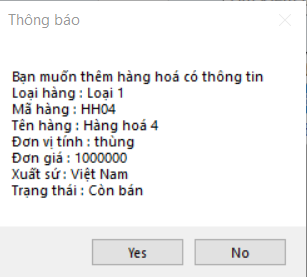 Thông báo
Bạn muốn thêm hàng hoá có thông tin
Loại hàng : Loại 1
Mã hàng : HH04
Tên hàng : Hàng hoá 4
Đơn vị tính : thùng
Đơn giá : 1000000
Xuất sứ : Việt Nam
Trạng thái : Còn bán
Yes No